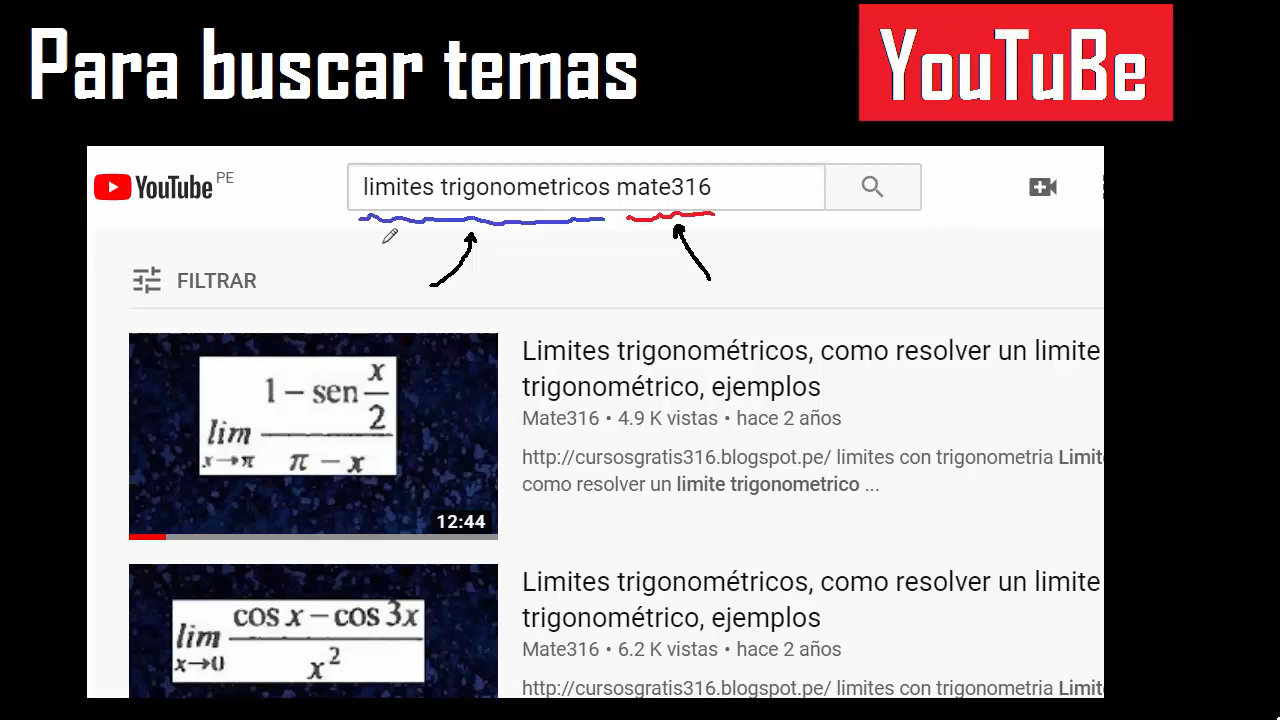 Para buscar temas
YouTuBe
YouTube PE
limites trigonometricos mate316
FILTRAR
1 – sen x/2
lim
x→π
π – x
12:44
Limites trigonométricos, como resolver un limite
trigonométrico, ejemplos
Mate316 • 4.9 K vistas • hace 2 años
http://cursosgratis316.blogspot.pe/ limites con trigonometria Limit
como resolver un limite trigonometrico ...
cos x – cos 3x
lim
x→0
x²
Limites trigonométricos, como resolver un limite
trigonométrico, ejemplos
Mate316 • 6.2 K vistas • hace 2 años
http://cursosgratis316.blogspot.pe/ limites con trigonometria Limit